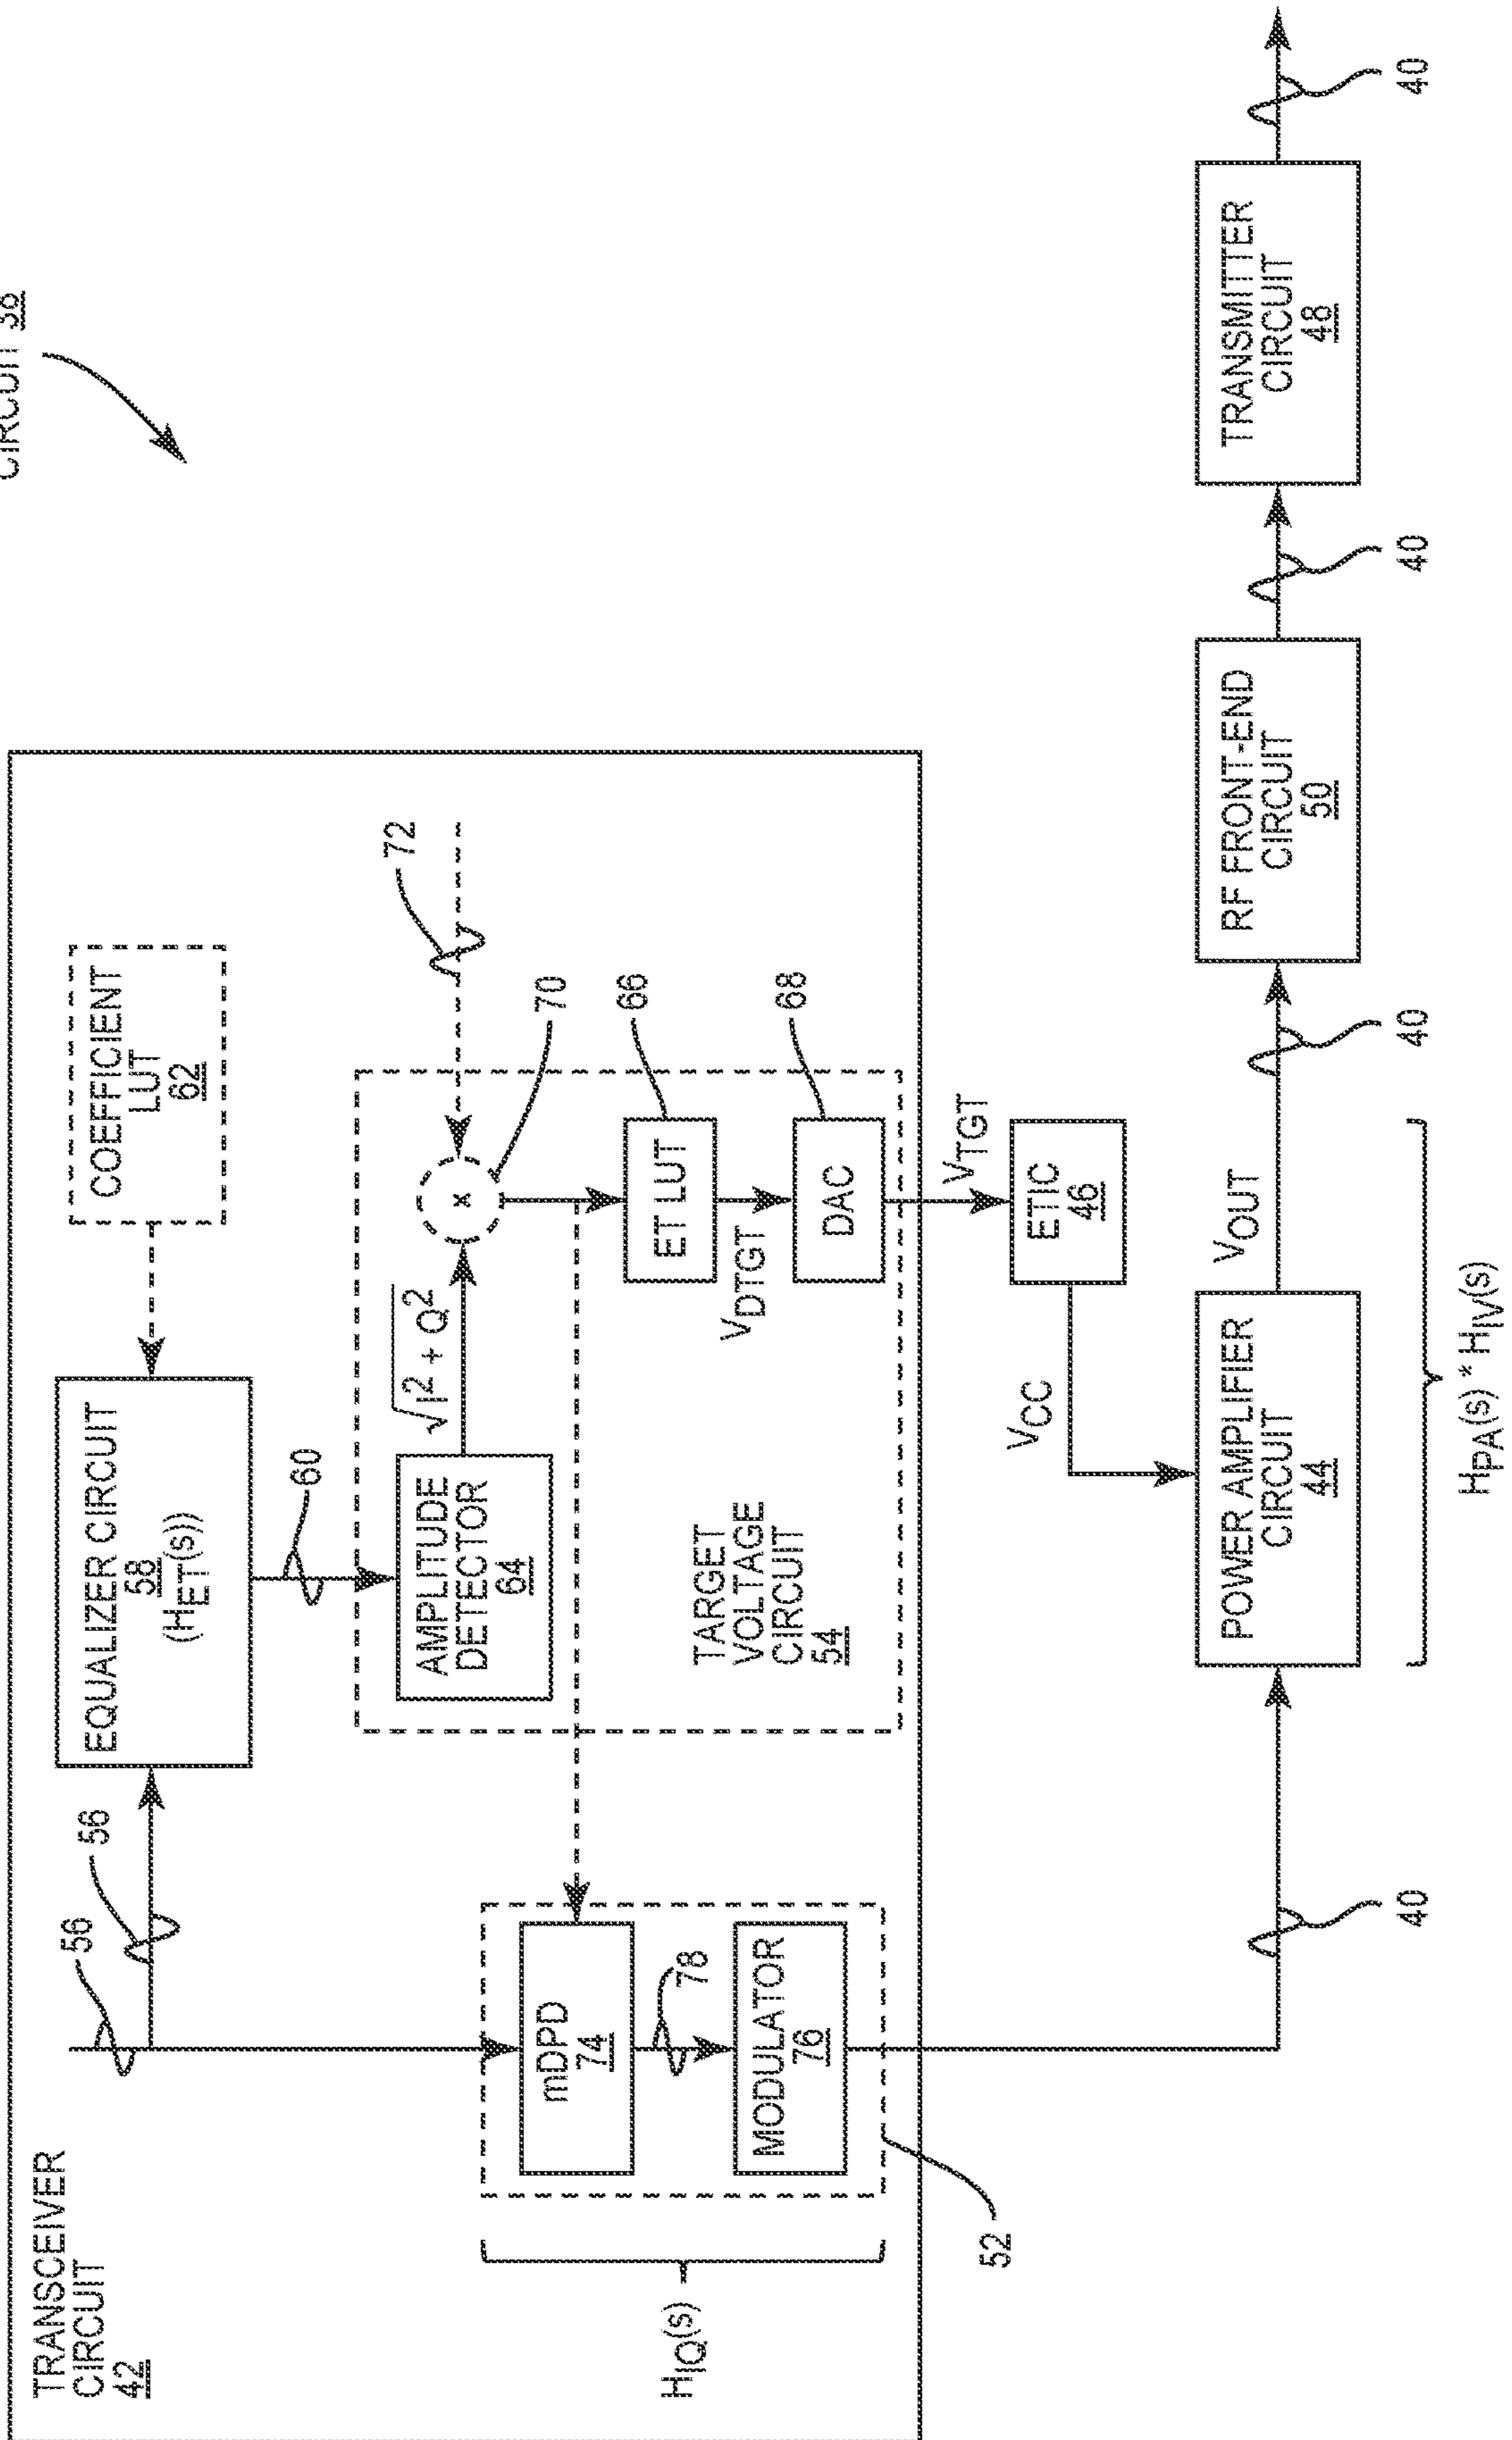 CIRCUIT 38
TRANSCEIVER
CIRCUIT
42
56
56
EQUALIZER CIRCUIT
58
(HET(s))
COEFFICIENT
LUT
62
60
72
AMPLITUDE
DETECTOR
64
√I² + Q²
x
70
mDPD
74
78
MODULATOR
76
HIQ(s)
52
TARGET
VOLTAGE
CIRCUIT
54
ET LUT
66
VDTGT
DAC
68
VTGT
ETIC
46
VCC
40
POWER AMPLIFIER
CIRCUIT
44
VOUT
40
RF FRONT-END
CIRCUIT
50
40
TRANSMITTER
CIRCUIT
48
40
HPA(s) * HIV(s)